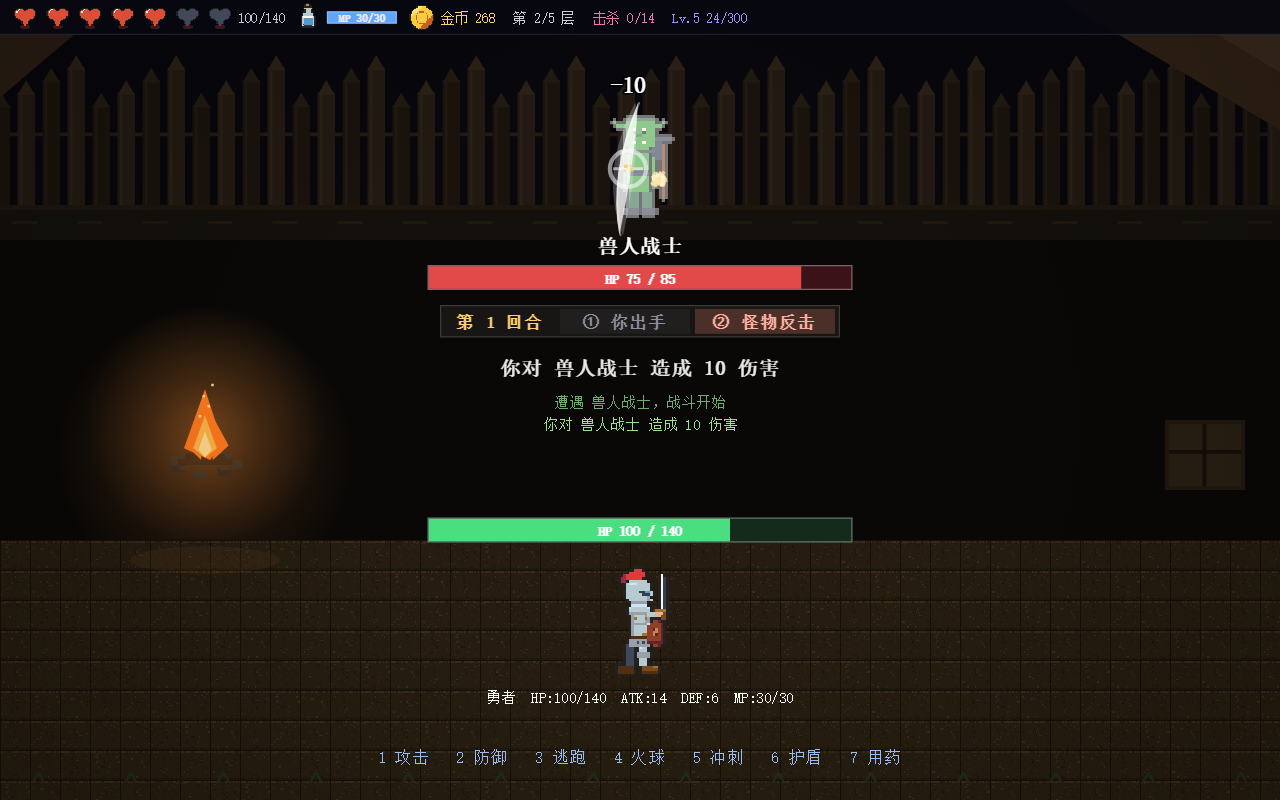 100/140 MP 30/30 金币 268 第 2/5 层 击杀 0/14 Lv.5 24/300
-10
兽人战士
HP 75 / 85
第 1 回合 ① 你出手 ② 怪物反击
你对 兽人战士 造成 10 伤害
遭遇 兽人战士，战斗开始
你对 兽人战士 造成 10 伤害
HP 100 / 140
勇者 HP:100/140 ATK:14 DEF:6 MP:30/30
1 攻击 2 防御 3 逃跑 4 火球 5 冲刺 6 护盾 7 用药